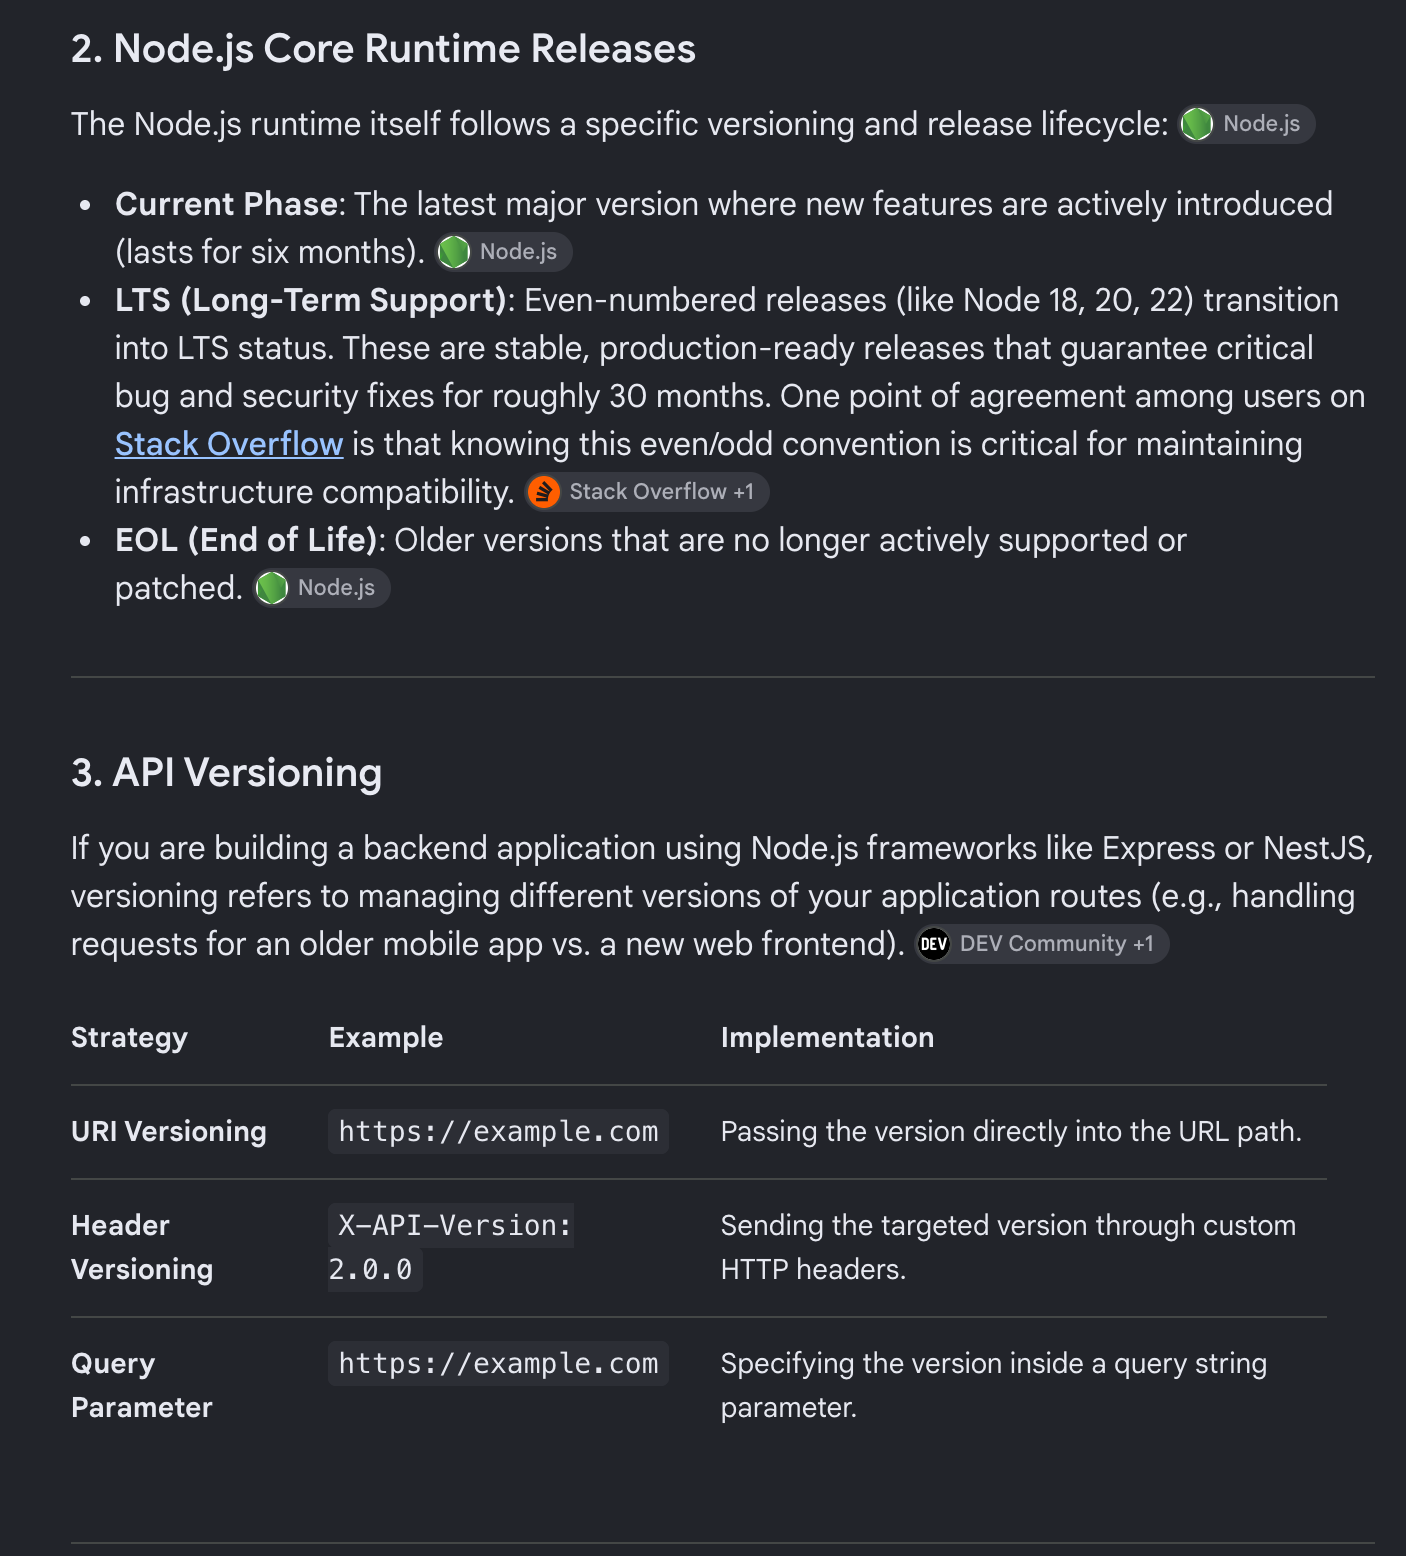 2. Node.js Core Runtime Releases
The Node.js runtime itself follows a specific versioning and release lifecycle: Node.js
• Current Phase: The latest major version where new features are actively introduced
(lasts for six months). Node.js
• LTS (Long-Term Support): Even-numbered releases (like Node 18, 20, 22) transition
into LTS status. These are stable, production-ready releases that guarantee critical
bug and security fixes for roughly 30 months. One point of agreement among users on
Stack Overflow is that knowing this even/odd convention is critical for maintaining
infrastructure compatibility. Stack Overflow +1
• EOL (End of Life): Older versions that are no longer actively supported or
patched. Node.js
3. API Versioning
If you are building a backend application using Node.js frameworks like Express or NestJS,
versioning refers to managing different versions of your application routes (e.g., handling
requests for an older mobile app vs. a new web frontend). DEV DEV Community +1
Strategy Example Implementation
URI Versioning https://example.com Passing the version directly into the URL path.
Header X-API-Version: Sending the targeted version through custom
Versioning 2.0.0 HTTP headers.
Query https://example.com Specifying the version inside a query string
Parameter parameter.